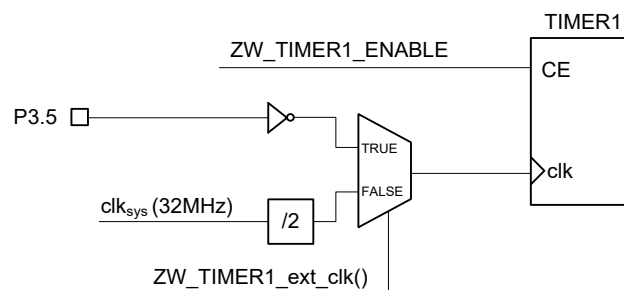 TIMER1
ZW_TIMER1_ENABLE
CE
P3.5
TRUE
clk
FALSE
clksys (32MHz)
/2
ZW_TIMER1_ext_clk()